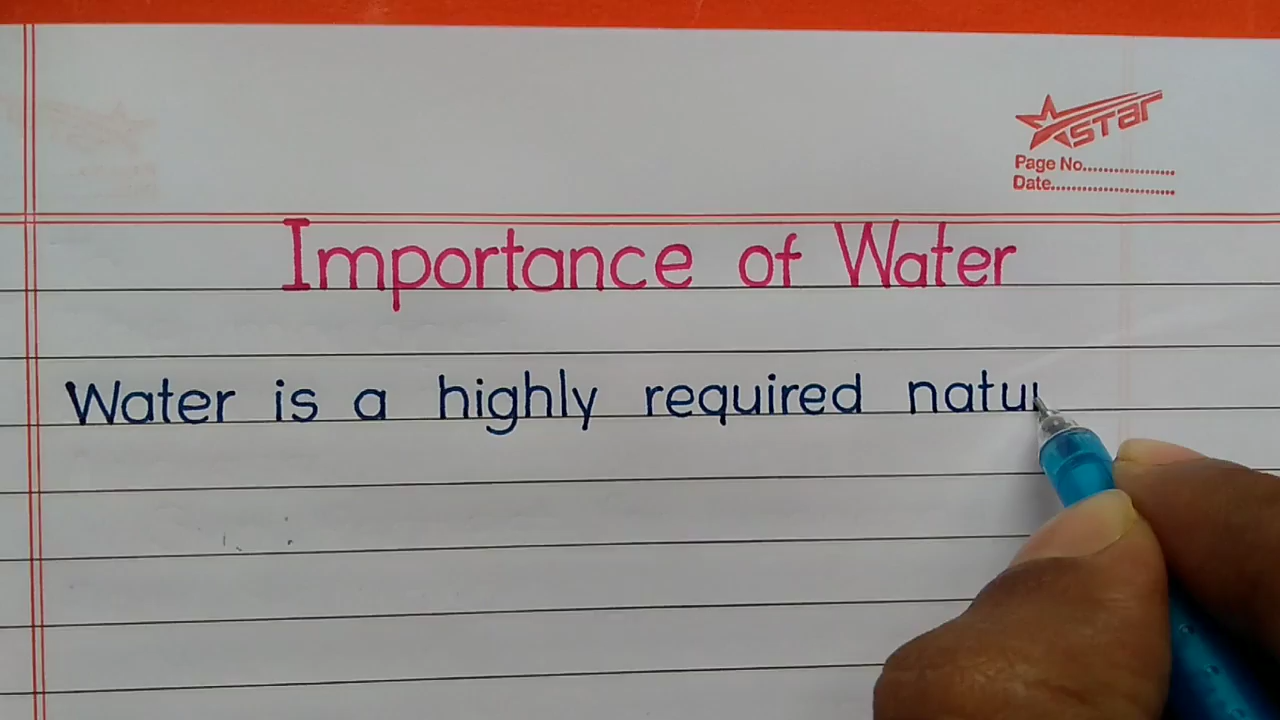 STAR
Page No..................
Date........................
Importance of Water
Water is a highly required natu